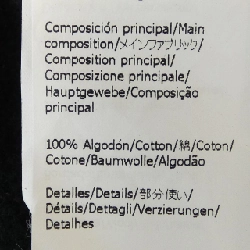 Composición principal/Main
composition/メインファブリック/
Composition principal/
Composizione principale/
Hauptgewebe/Composição
principal
100% Algodón/Cotton/綿/Coton/
Cotone/Baumwolle/Algodão
Detalles/Details/部分使い/
Détails/Dettagli/Verzierungen/
Detalhes